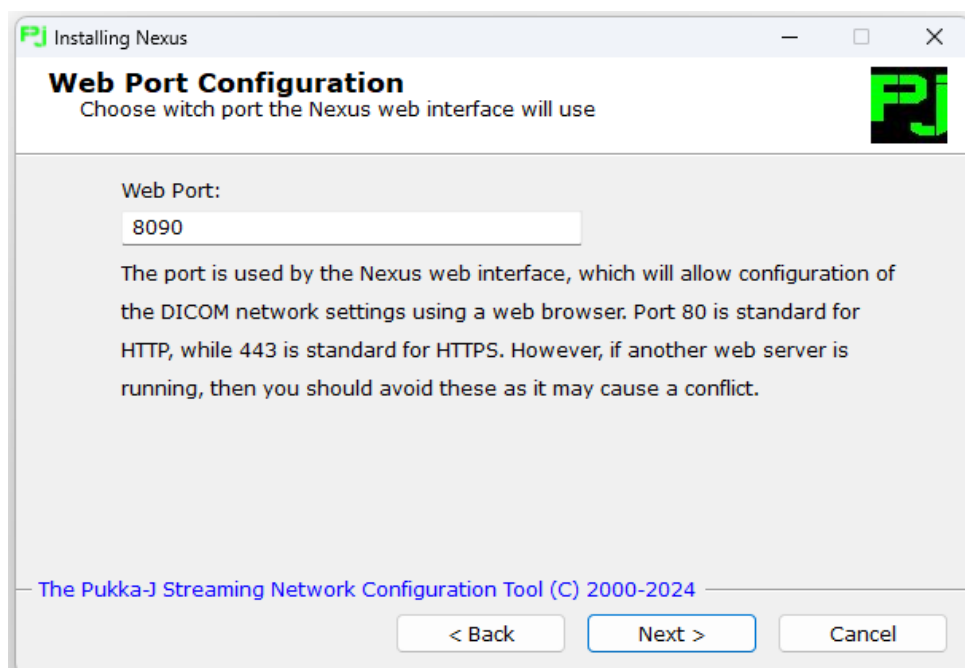 PJ Installing Nexus
Web Port Configuration
Choose witch port the Nexus web interface will use
PJ
Web Port:
8090
The port is used by the Nexus web interface, which will allow configuration of
the DICOM network settings using a web browser. Port 80 is standard for
HTTP, while 443 is standard for HTTPS. However, if another web server is
running, then you should avoid these as it may cause a conflict.
The Pukka-J Streaming Network Configuration Tool (C) 2000-2024
< Back Next > Cancel